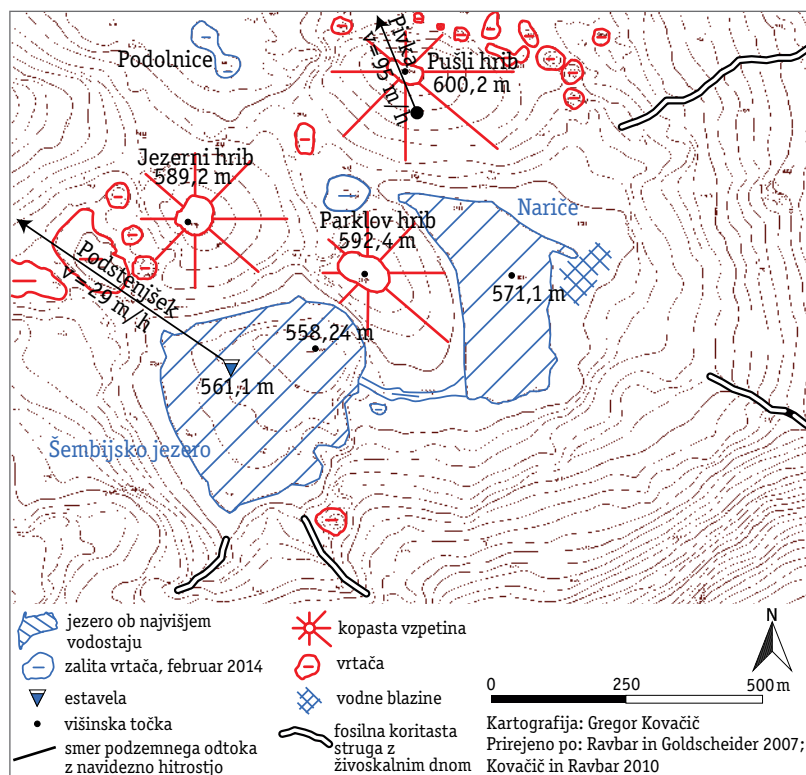 Podolnice
Pivka
v = 95 m/h
Pušli hrib
600,2 m
Jezerni hrib
589,2 m
Nariče
Parklov hrib
592,4 m
Podstenjšek
v = 29 m/h
571,1 m
558,24 m
561,1 m
Šembijsko jezero
jezero ob najvišjem
vodostaju
zalita vrtača, februar 2014
estavela
višinska točka
smer podzemnega odtoka
z navidezno hitrostjo
kopasta vzpetina
vrtača
vodne blazine
fosilna koritasta
struga z
živoskalnim dnom
N
0 250 500 m
Kartografija: Gregor Kovačič
Prirejeno po: Ravbar in Goldscheider 2007;
Kovačič in Ravbar 2010